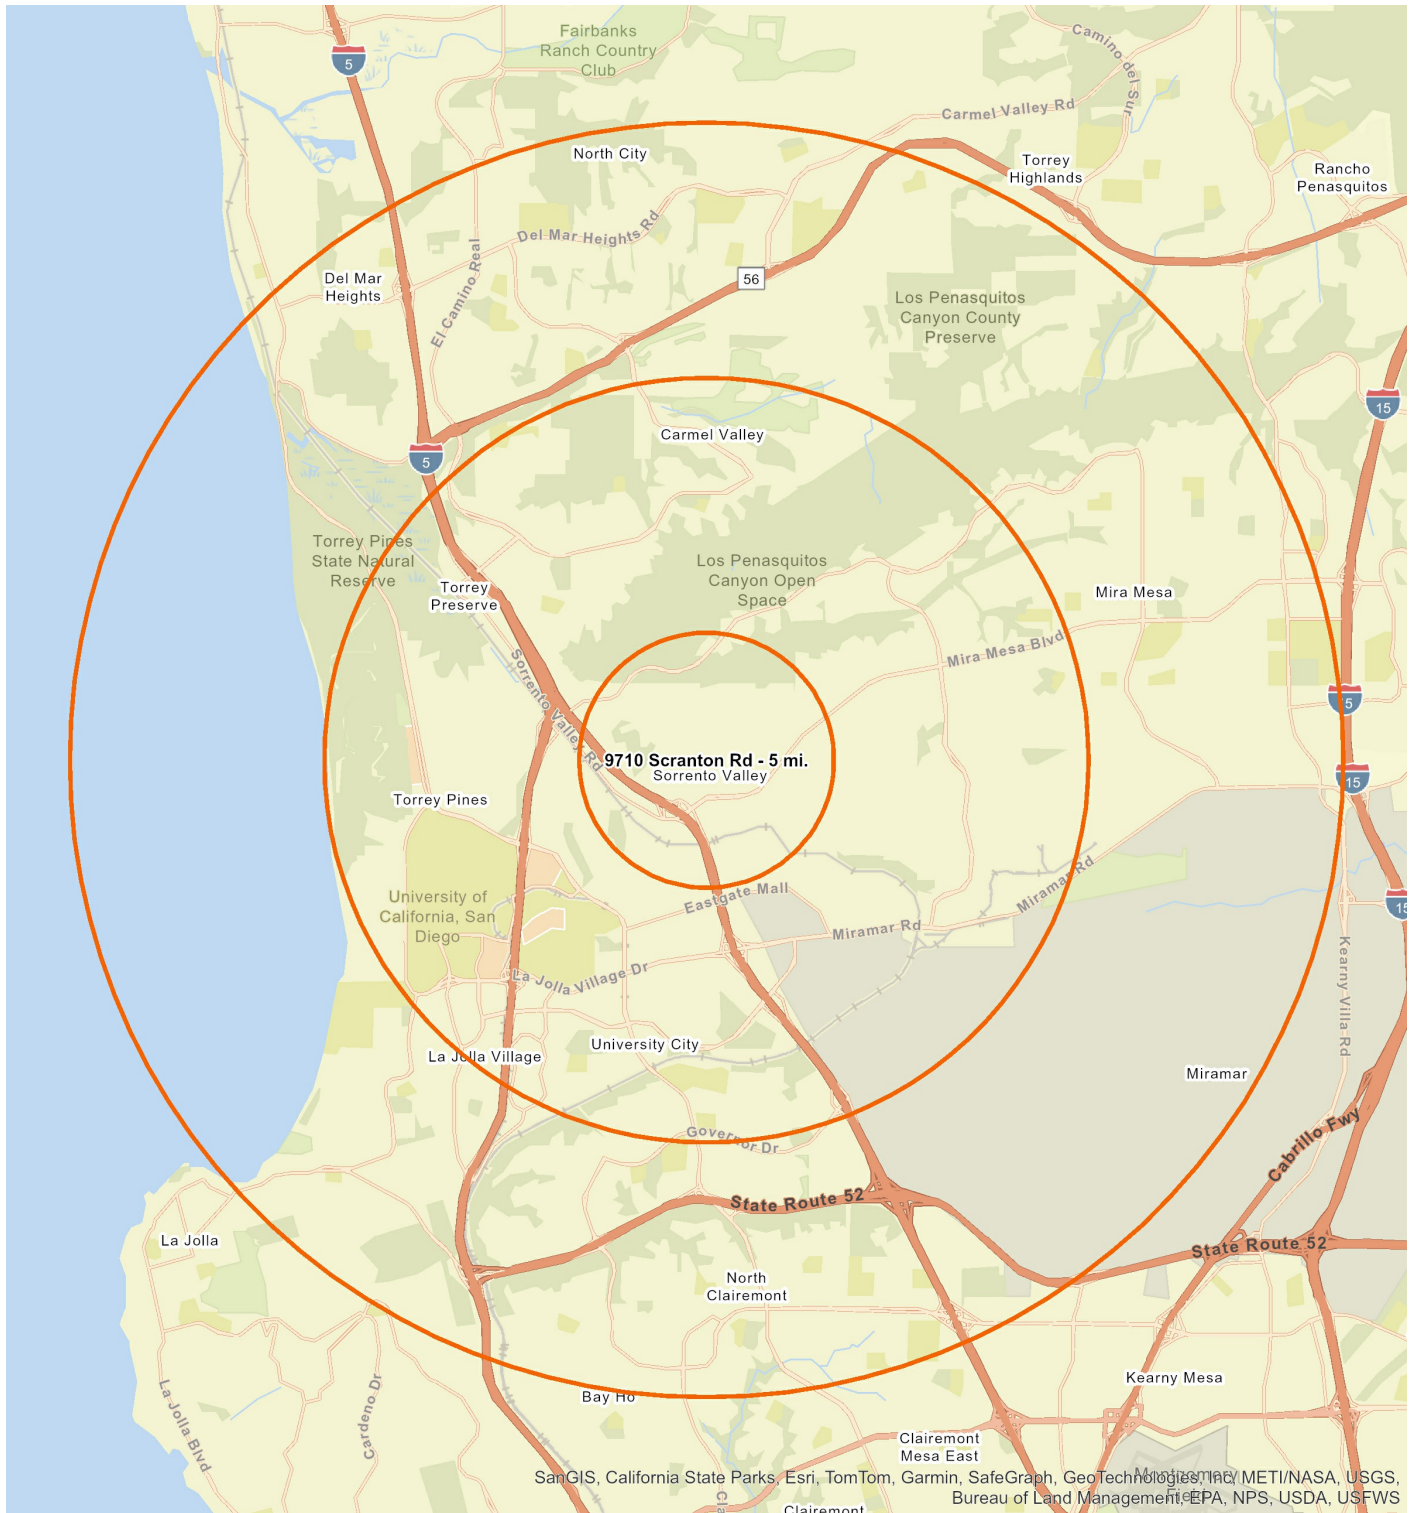 Fairbanks
Ranch Country
Club
5
Camino del Sur
Carmel Valley Rd
North City
Torrey
Highlands
Rancho
Penasquitos
Del Mar Heights Rd
El Camino Real
Del Mar
Heights
56
Los Penasquitos
Canyon County
Preserve
15
Carmel Valley
5
Torrey Pines
State Natural
Reserve
Torrey
Preserve
Los Penasquitos
Canyon Open
Space
Mira Mesa
Mira Mesa Blvd
Sorrento Valley Rd
9710 Scranton Rd - 5 mi.
Sorrento Valley
15
Torrey Pines
University of
California, San
Diego
Eastgate Mall
Miramar Rd
Miramar Rd
15
Kearny Villa Rd
La Jolla Village Dr
University City
La Jolla Village
Miramar
Governor Dr
Cabrillo Fwy
State Route 52
State Route 52
La Jolla
North
Clairemont
La Jolla Blvd
Cardeno Dr
Bay Ho
Kearny Mesa
Clairemont
Mesa East
Montgomery
Field
Clairemont
SanGIS, California State Parks, Esri, TomTom, Garmin, SafeGraph, GeoTechnologies, Inc, METI/NASA, USGS,
Bureau of Land Management, EPA, NPS, USDA, USFWS